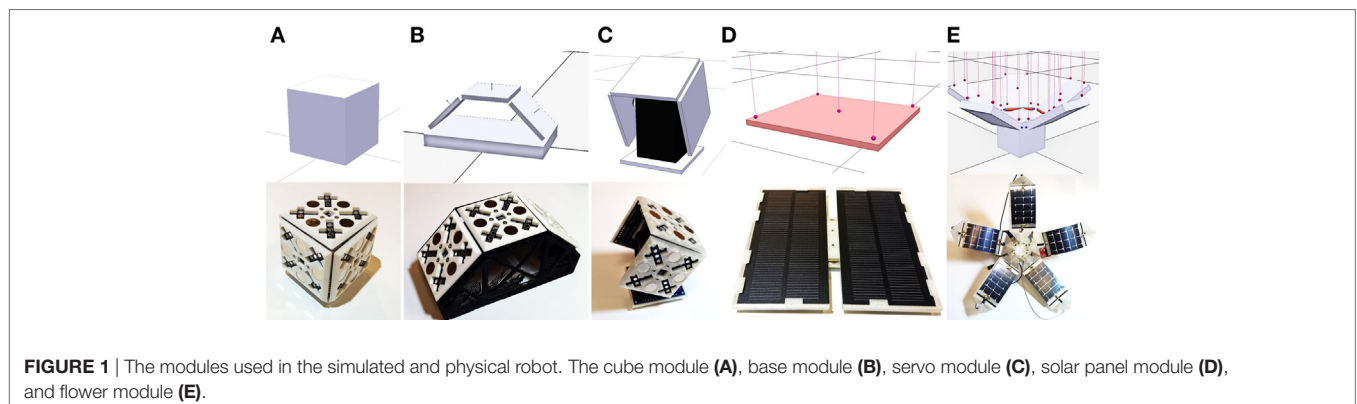 A B C D E
FIGURE 1 | The modules used in the simulated and physical robot. The cube module (A), base module (B), servo module (C), solar panel module (D),
and flower module (E).